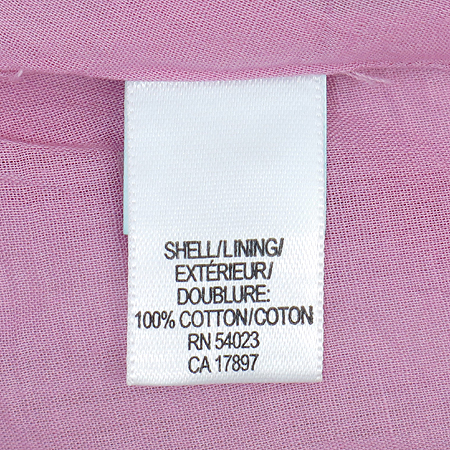 SHELL/LINING/
EXTÉRIEUR/
DOUBLURE:
100% COTTON/COTON
RN 54023
CA 17897